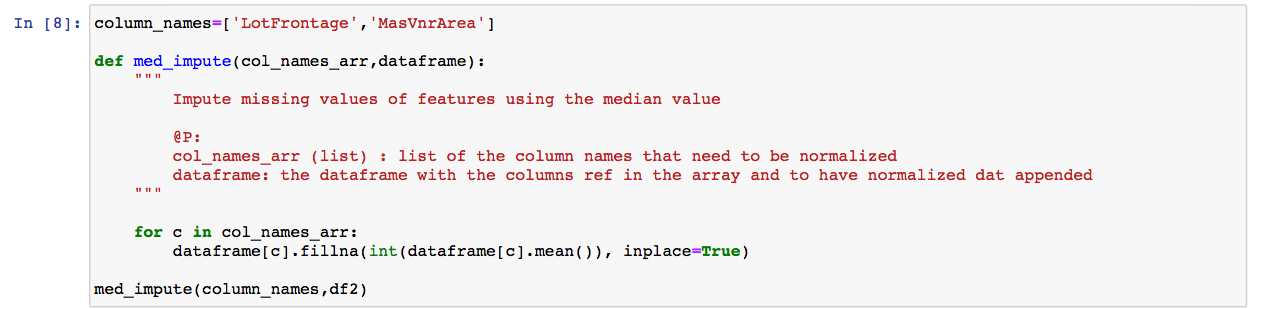 In [8]: column_names=['LotFrontage','MasVnrArea']
def med_impute(col_names_arr,dataframe):
"""
Impute missing values of features using the median value
@P:
col_names_arr (list) : list of the column names that need to be normalized
dataframe: the dataframe with the columns ref in the array and to have normalized dat appended
"""
for c in col_names_arr:
dataframe[c].fillna(int(dataframe[c].mean()), inplace=True)
med_impute(column_names,df2)